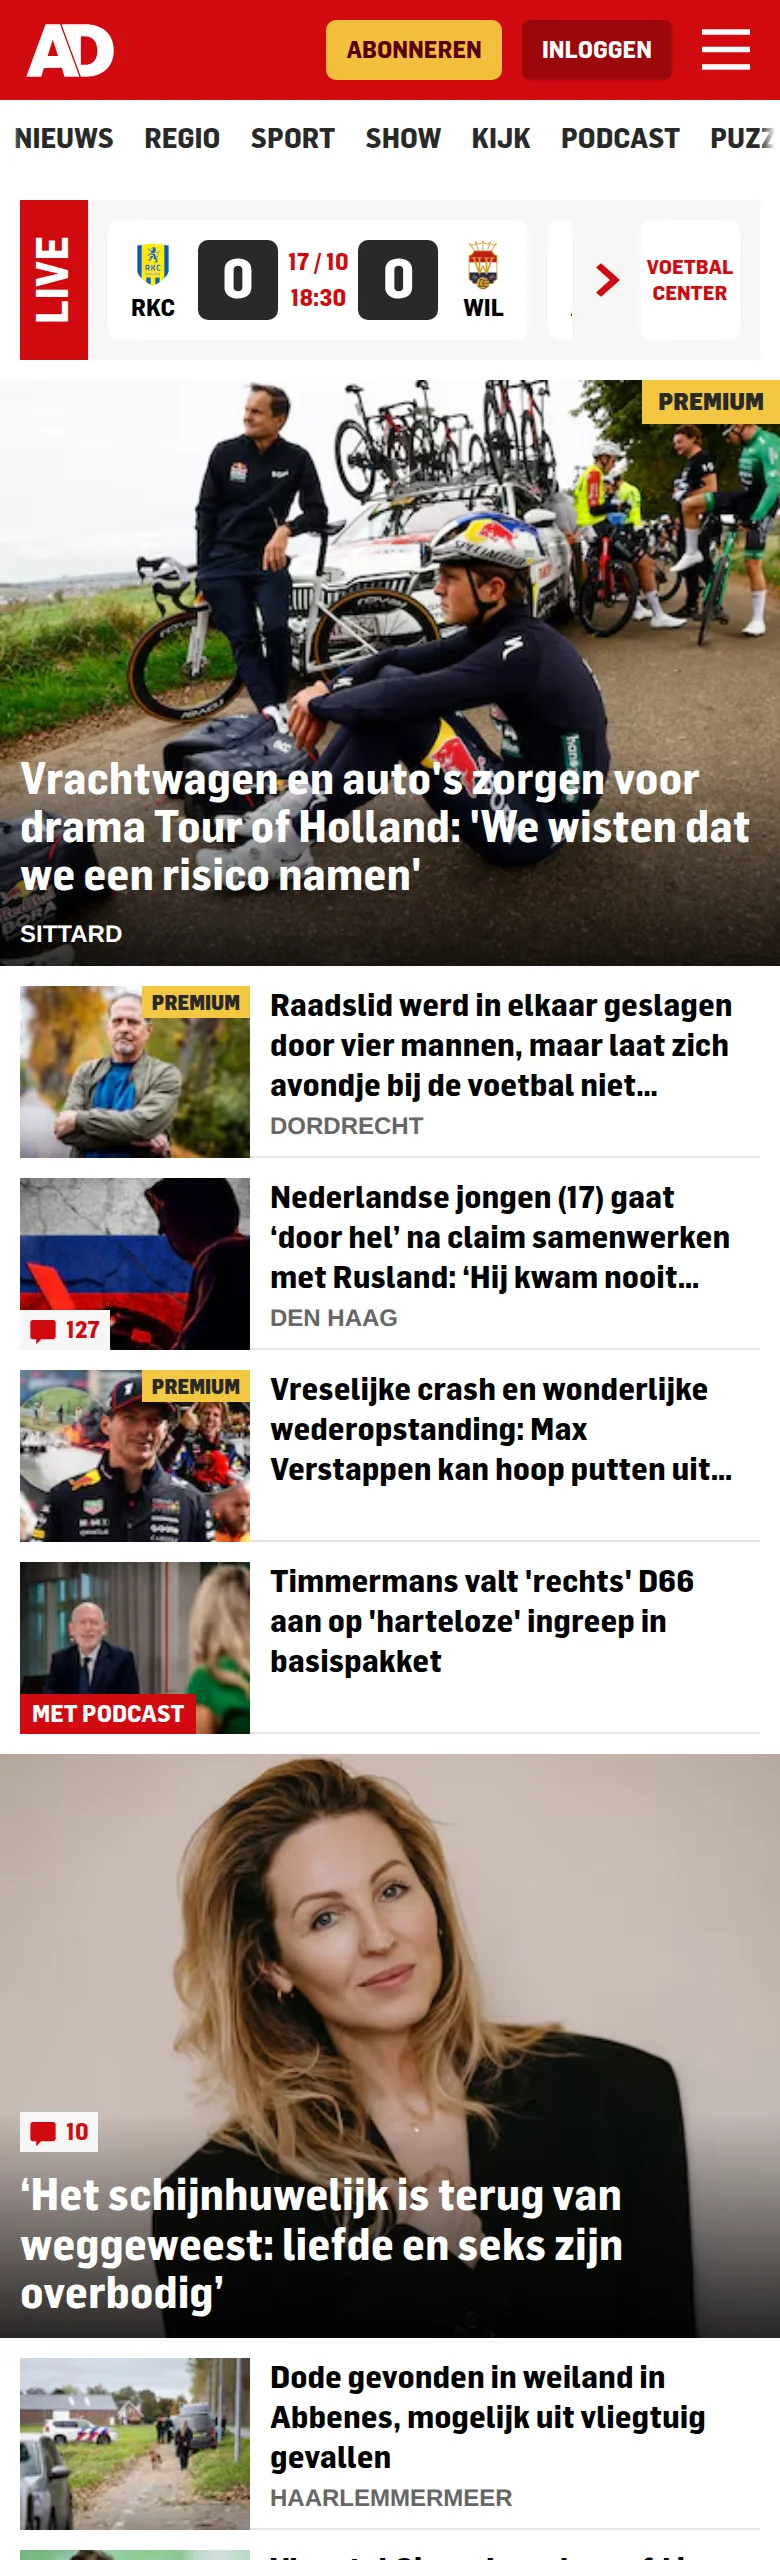 AD
ABONNEREN
INLOGGEN
NIEUWS REGIO SPORT SHOW KIJK PODCAST PUZZ
LIVE
RKC
RKC
0
17 / 10
18:30
0
WIL
VOETBAL
CENTER
PREMIUM
SPECIALIZED
Vrachtwagen en auto's zorgen voor
drama Tour of Holland: 'We wisten dat
we een risico namen'
SITTARD
PREMIUM
Raadslid werd in elkaar geslagen
door vier mannen, maar laat zich
avondje bij de voetbal niet...
DORDRECHT
127
Nederlandse jongen (17) gaat
‘door hel’ na claim samenwerken
met Rusland: ‘Hij kwam nooit...
DEN HAAG
PREMIUM
Vreselijke crash en wonderlijke
wederopstanding: Max
Verstappen kan hoop putten uit...
MET PODCAST
Timmermans valt 'rechts' D66
aan op 'harteloze' ingreep in
basispakket
10
‘Het schijnhuwelijk is terug van
weggeweest: liefde en seks zijn
overbodig’
Dode gevonden in weiland in
Abbenes, mogelijk uit vliegtuig
gevallen
HAARLEMMERMEER